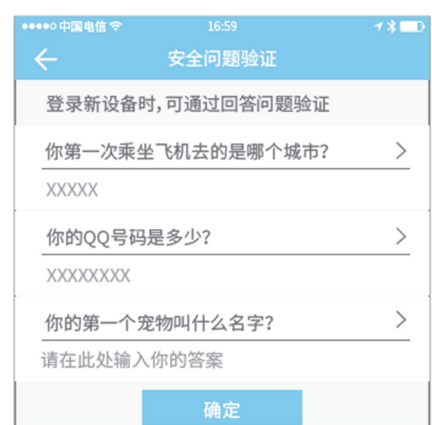 中国电信 16:59
安全问题验证
登录新设备时,可通过回答问题验证
你第一次乘坐飞机去的是哪个城市?
XXXXX
你的QQ号码是多少?
XXXXXXXX
你的第一个宠物叫什么名字?
请在此处输入你的答案
确定